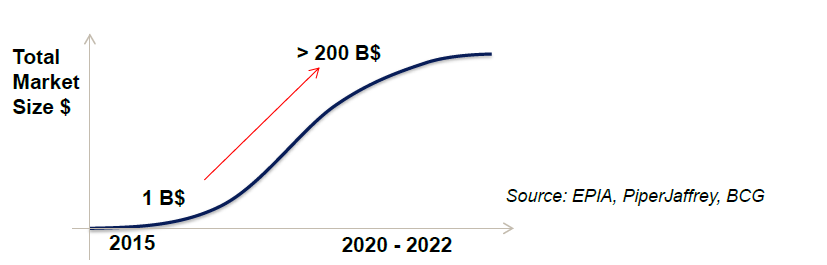 Total
Market
Size $
> 200 B$
1 B$
Source: EPIA, PiperJaffrey, BCG
2015
2020 - 2022